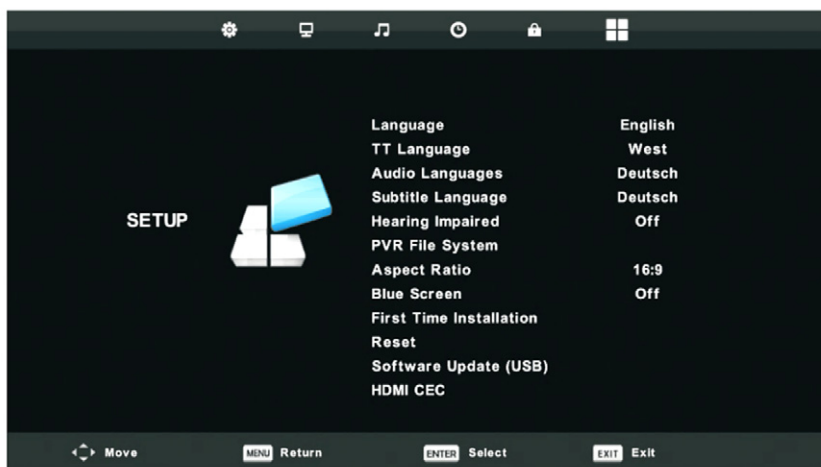 Language English
TT Language West
Audio Languages Deutsch
Subtitle Language Deutsch
SETUP
Hearing Impaired Off
PVR File System
Aspect Ratio 16:9
Blue Screen Off
First Time Installation
Reset
Software Update (USB)
HDMI CEC
Move MENU Return ENTER Select EXIT Exit